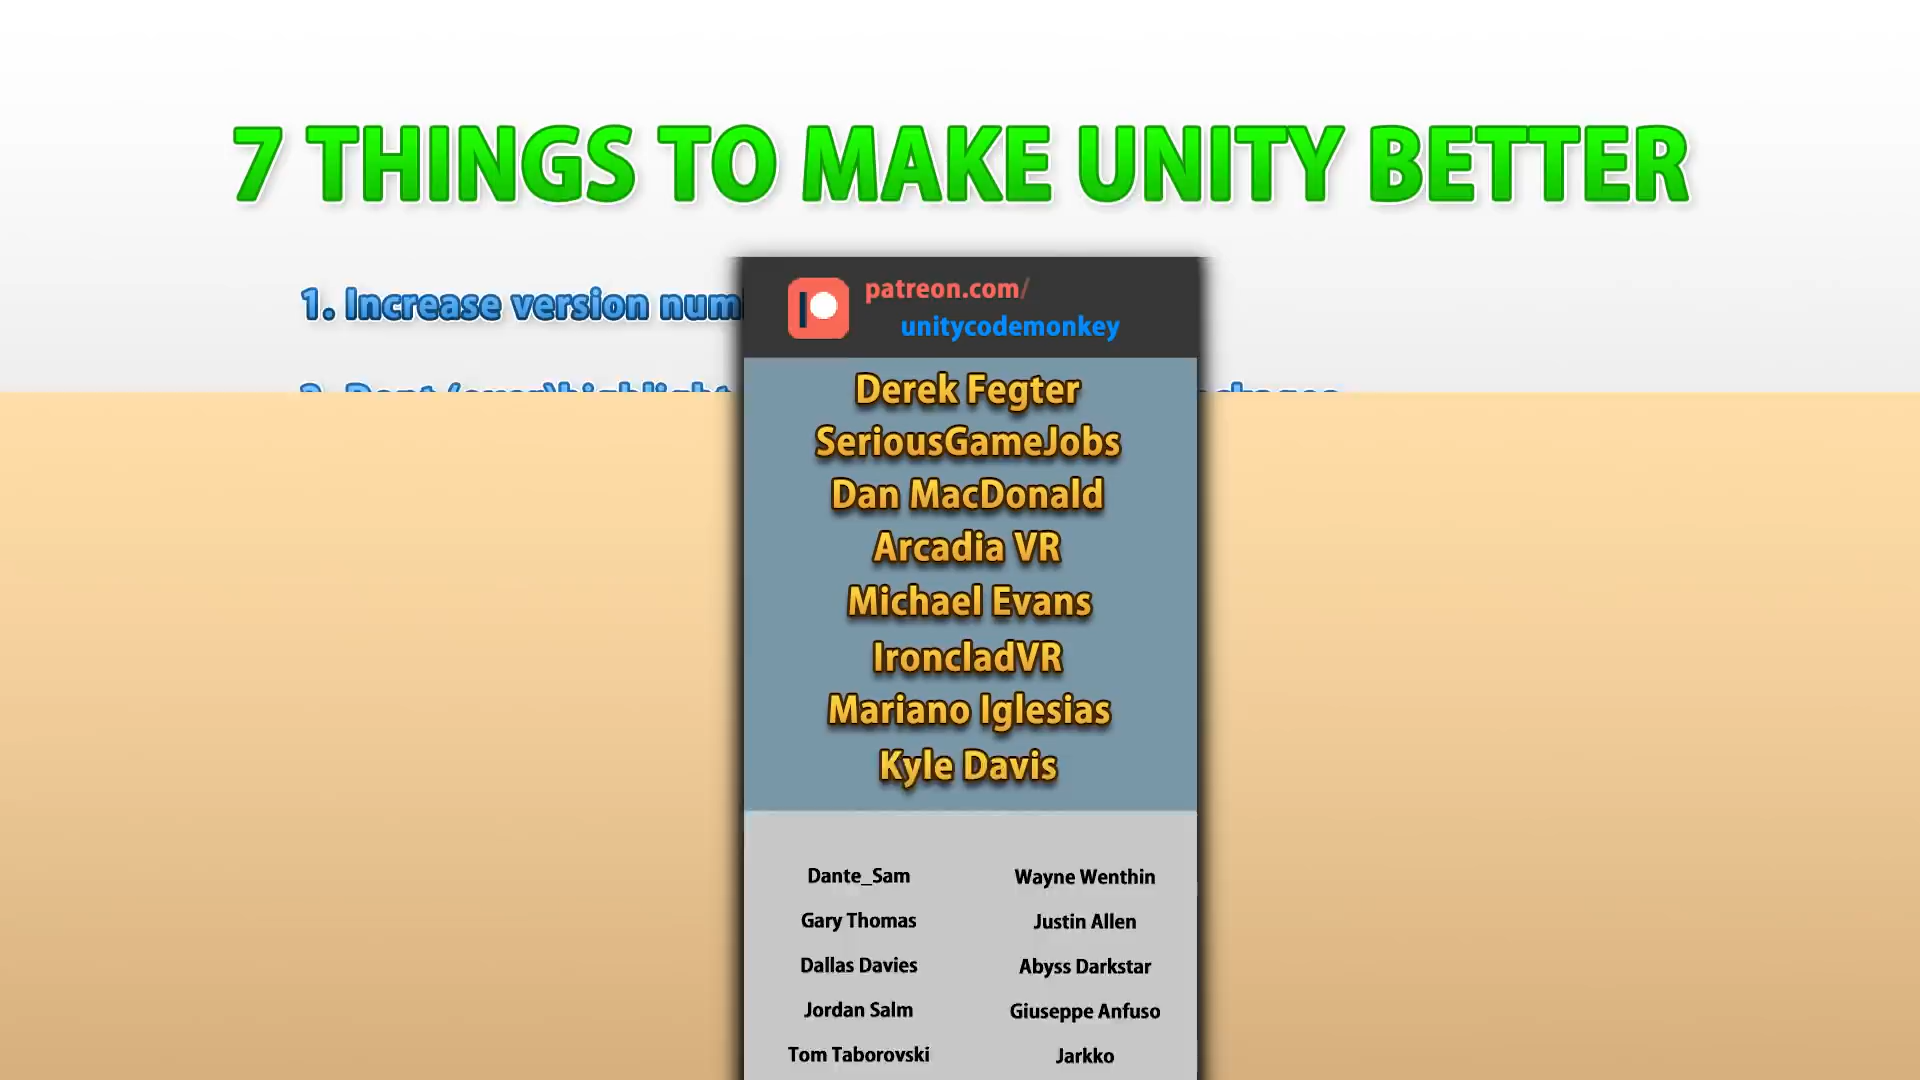 7 THINGS TO MAKE UNITY BETTER
1. Increase version
patreon.com/
unitycodemonkey
Derek Fegter
SeriousGameJobs
Dan MacDonald
Arcadia VR
Michael Evans
IroncladVR
Mariano Iglesias
Kyle Davis
Dante_Sam Wayne Wenthin
Gary Thomas Justin Allen
Dallas Davies Abyss Darkstar
Jordan Salm Giuseppe Anfuso
Tom Taborovski Jarkko